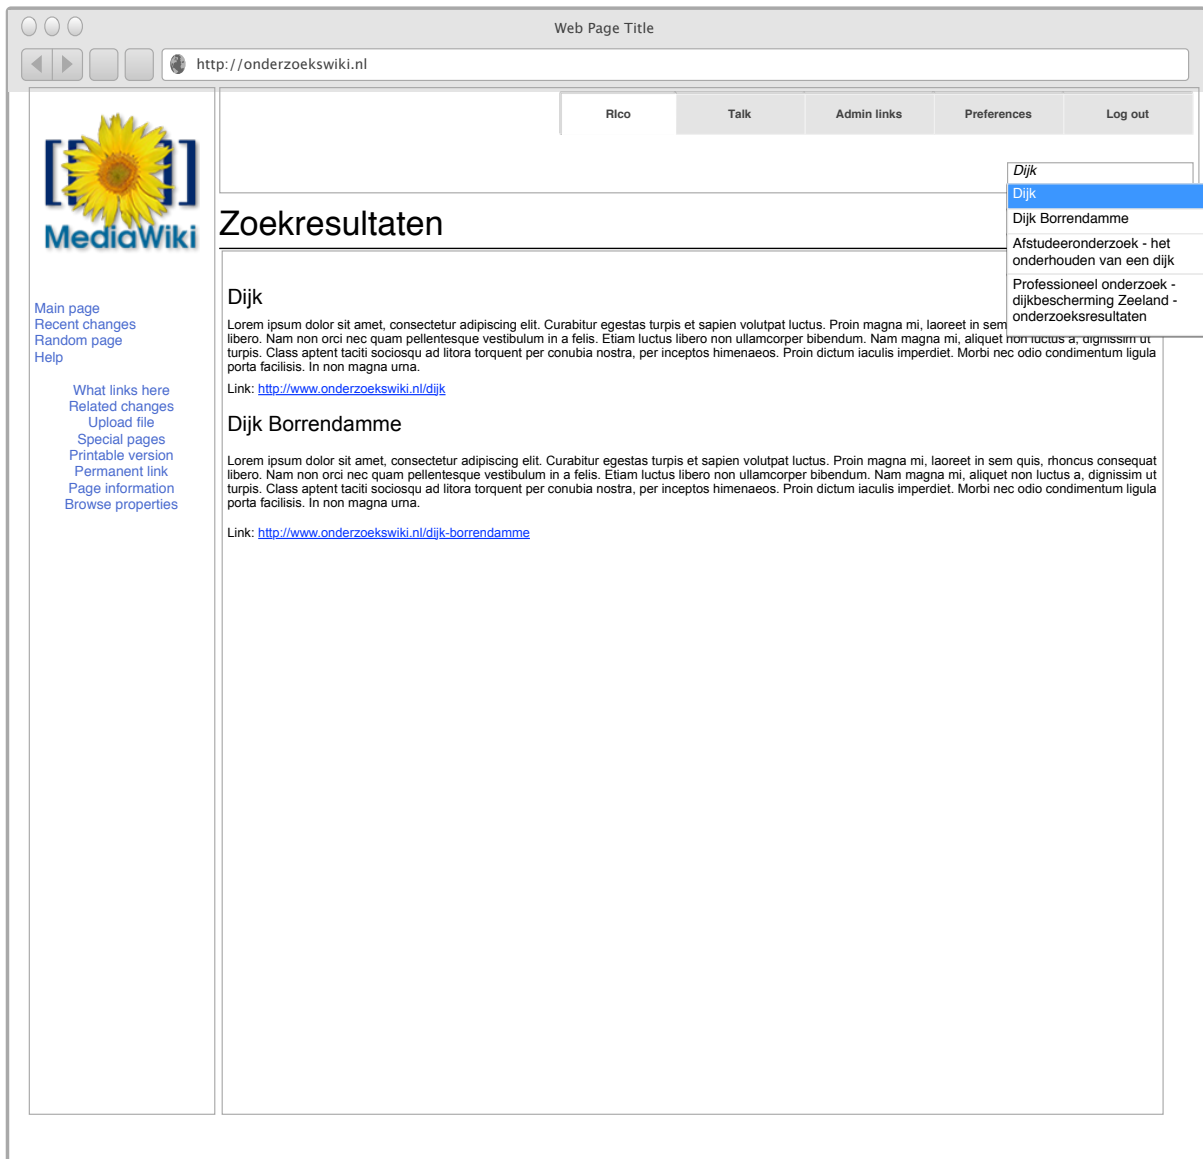 Web Page Title
http://onderzoekswiki.nl
RIco
Talk
Admin links
Preferences
Log out
MediaWiki
Dijk
Dijk
Dijk Borrendamme
Afstudeeronderzoek - het
onderhouden van een dijk
Professioneel onderzoek -
dijkbescherming Zeeland -
onderzoeksresultaten
Zoekresultaten
Main page
Recent changes
Random page
Help
What links here
Related changes
Upload file
Special pages
Printable version
Permanent link
Page information
Browse properties
Dijk
Lorem ipsum dolor sit amet, consectetur adipiscing elit. Curabitur egestas turpis et sapien volutpat luctus. Proin magna mi, laoreet in sem
libero. Nam non orci nec quam pellentesque vestibulum in a felis. Etiam luctus libero non ullamcorper bibendum. Nam magna mi, aliquet non luctus a, dignissim ut
turpis. Class aptent taciti sociosqu ad litora torquent per conubia nostra, per inceptos himenaeos. Proin dictum iaculis imperdiet. Morbi nec odio condimentum ligula
porta facilisis. In non magna urna.
Link: http://www.onderzoekswiki.nl/dijk
Dijk Borrendamme
Lorem ipsum dolor sit amet, consectetur adipiscing elit. Curabitur egestas turpis et sapien volutpat luctus. Proin magna mi, laoreet in sem quis, rhoncus consequat
libero. Nam non orci nec quam pellentesque vestibulum in a felis. Etiam luctus libero non ullamcorper bibendum. Nam magna mi, aliquet non luctus a, dignissim ut
turpis. Class aptent taciti sociosqu ad litora torquent per conubia nostra, per inceptos himenaeos. Proin dictum iaculis imperdiet. Morbi nec odio condimentum ligula
porta facilisis. In non magna urna.
Link: http://www.onderzoekswiki.nl/dijk-borrendamme